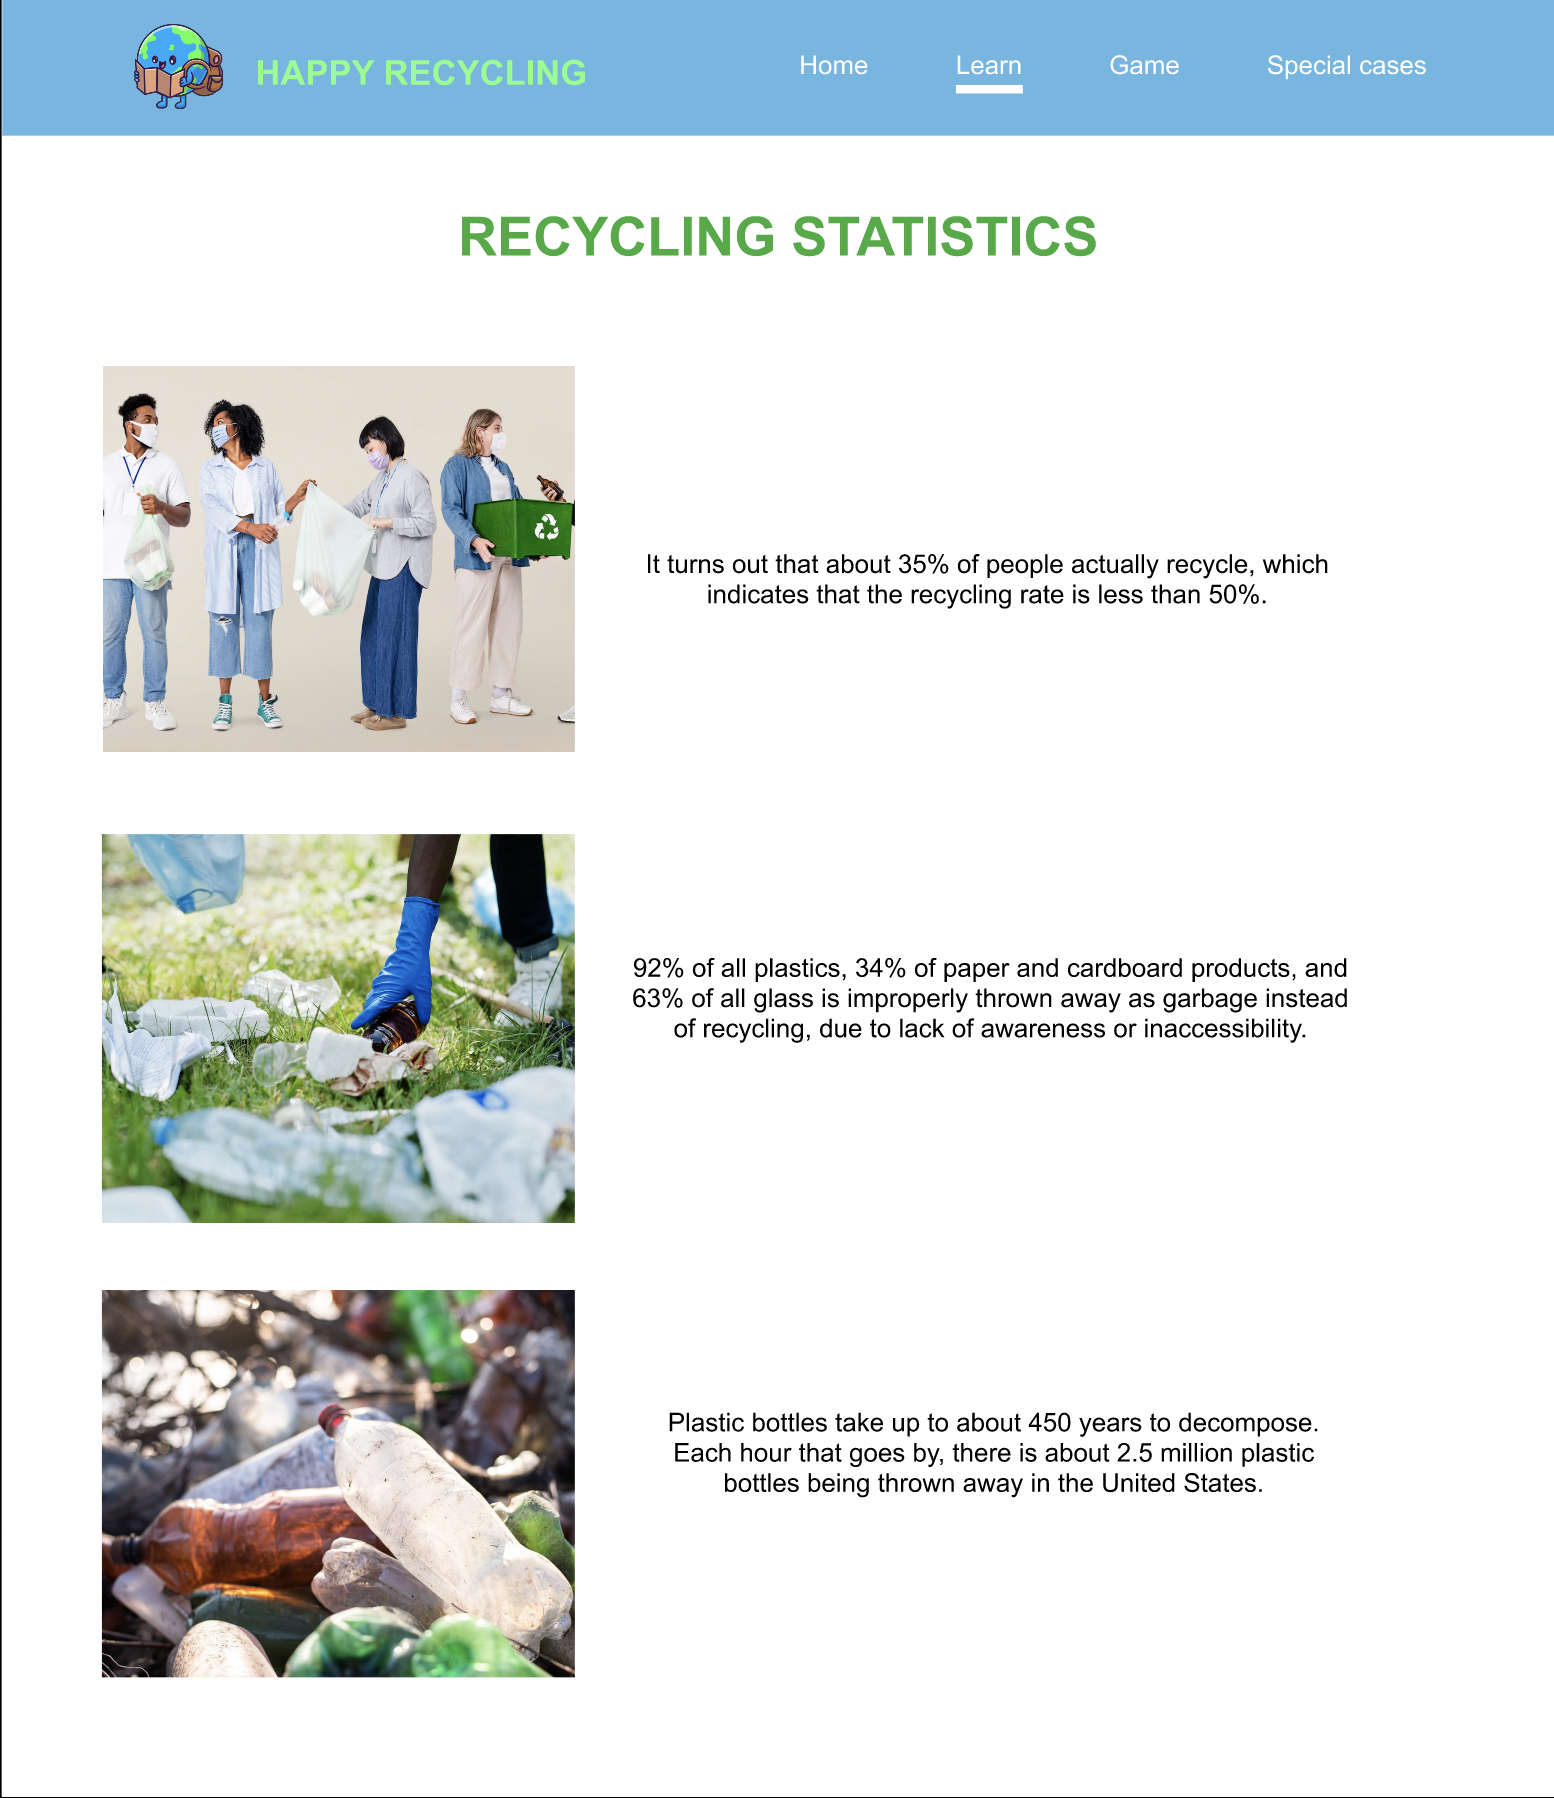 HAPPY RECYCLING
Home
Learn
Game
Special cases
RECYCLING STATISTICS
It turns out that about 35% of people actually recycle, which
indicates that the recycling rate is less than 50%.
92% of all plastics, 34% of paper and cardboard products, and
63% of all glass is improperly thrown away as garbage instead
of recycling, due to lack of awareness or inaccessibility.
Plastic bottles take up to about 450 years to decompose.
Each hour that goes by, there is about 2.5 million plastic
bottles being thrown away in the United States.